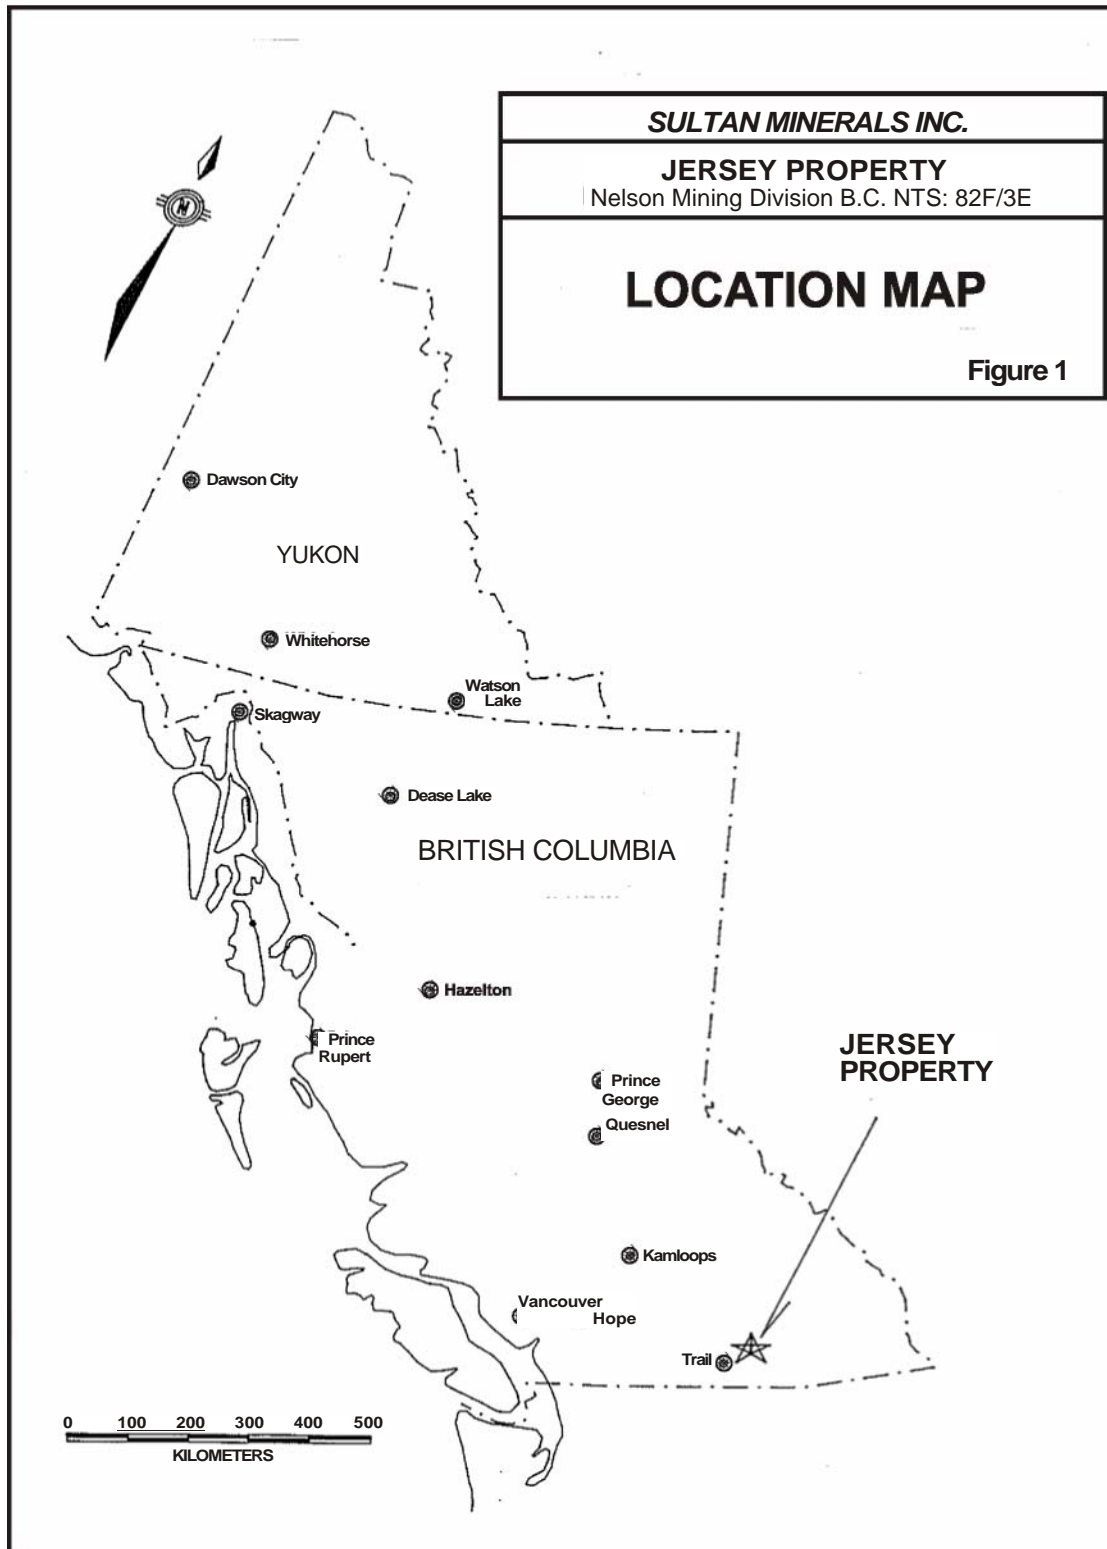 SULTAN MINERALS INC.
JERSEY PROPERTY
Nelson Mining Division B.C. NTS: 82F/3E
LOCATION MAP
Figure 1
N
Dawson City
YUKON
Whitehorse
Watson
Lake
Skagway
Dease Lake
BRITISH COLUMBIA
Hazelton
Prince
Rupert
JERSEY
PROPERTY
Prince
George
Quesnel
Kamloops
Vancouver
Hope
Trail
0 100 200 300 400 500
KILOMETERS